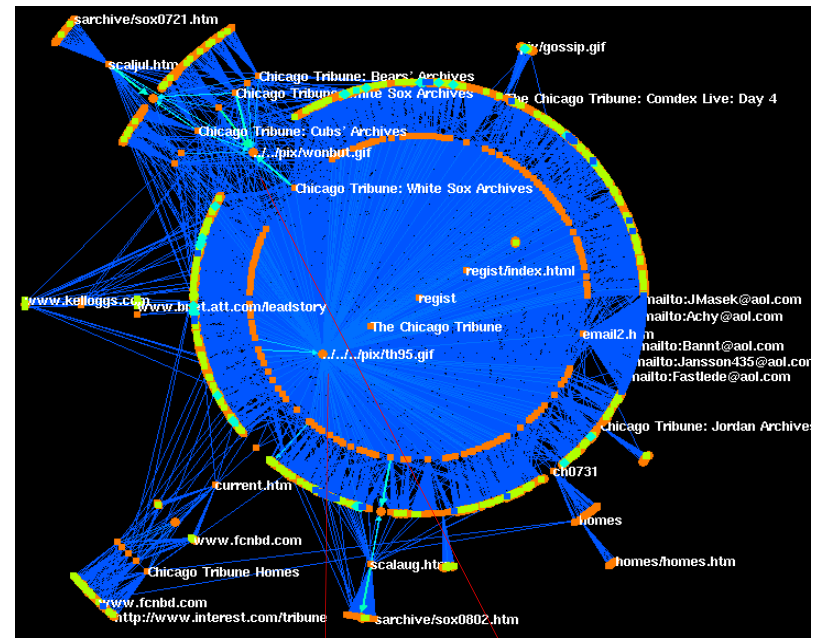 sarchive/sox0721.htm
pix/gossip.gif
scaljul.htm
Chicago Tribune: Bears' Archives
Chicago Tribune: White Sox Archives
The Chicago Tribune: Comdex Live: Day 4
Chicago Tribune: Cubs' Archives
../../pix/wonbut.gif
Chicago Tribune: White Sox Archives
regist/index.html
www.kelloggs.com
www.bnet.att.com/leadstory
regist
mailto:JMasek@aol.com
mailto:Achy@aol.com
The Chicago Tribune
email2.htm
mailto:Bannt@aol.com
../../../pix/th95.gif
mailto:Jansson435@aol.com
mailto:Fastlede@aol.com
Chicago Tribune: Jordan Archives
ch0731
current.htm
homes
www.fcnbd.com
scalaug.htm
homes/homes.htm
Chicago Tribune Homes
www.fcnbd.com
http://www.interest.com/tribune
sarchive/sox0802.htm